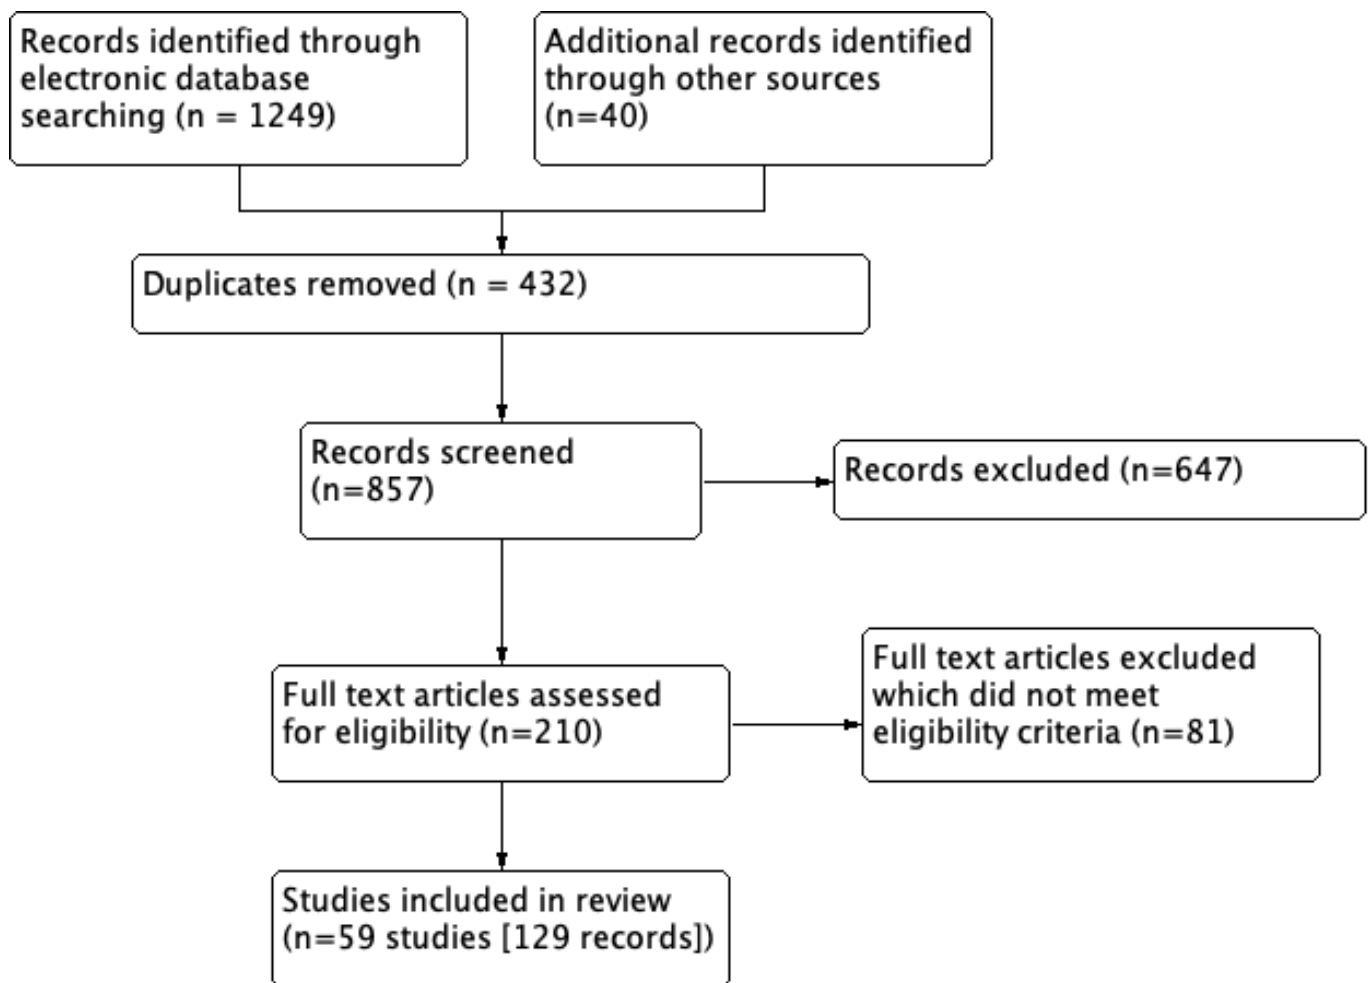 Records identified through
electronic database
searching (n = 1249)
Additional records identified
through other sources
(n=40)
Duplicates removed (n = 432)
Records screened
(n=857)
Records excluded (n=647)
Full text articles assessed
for eligibility (n=210)
Full text articles excluded
which did not meet
eligibility criteria (n=81)
Studies included in review
(n=59 studies [129 records])